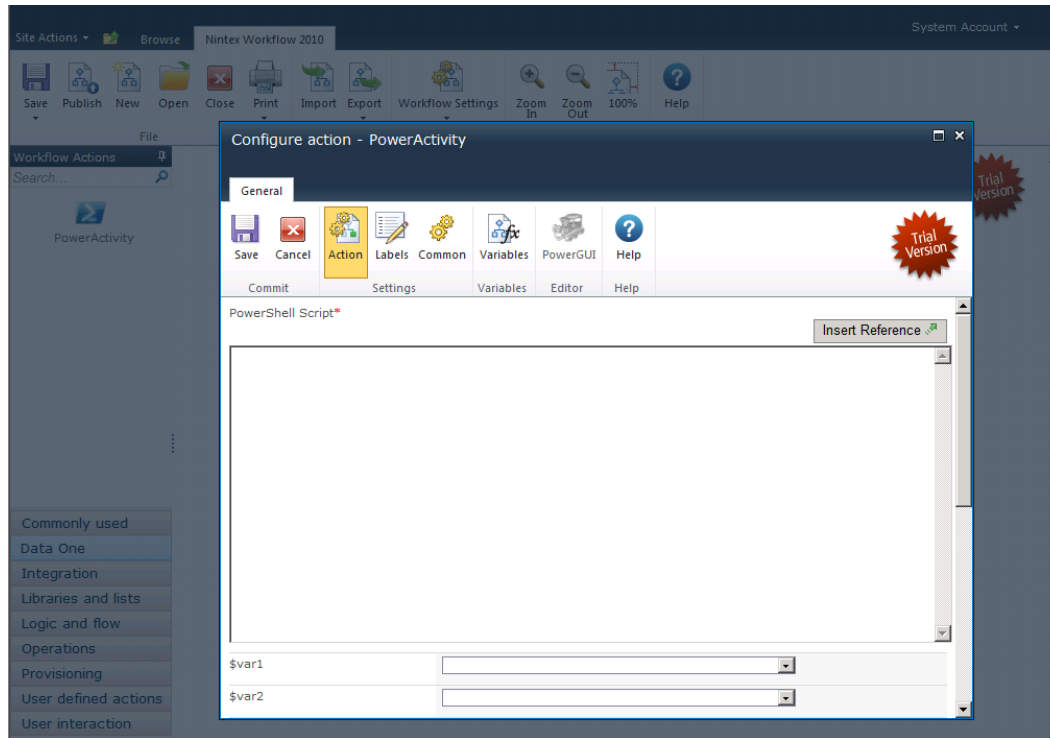 System Account
Site Actions
Browse
Nintex Workflow 2010
Save
Publish
New
Open
Close
Print
Import
Export
Workflow Settings
Zoom In
Zoom Out
100%
Help
File
Configure action - PowerActivity
Workflow Actions
Search...
PowerActivity
Trial Version
General
Save
Cancel
Action
Labels
Common
Variables
PowerGUI
Help
Trial Version
Commit
Settings
Variables
Editor
Help
PowerShell Script*
Insert Reference
Commonly used
Data One
Integration
Libraries and lists
Logic and flow
Operations
Provisioning
User defined actions
User interaction
$var1
$var2